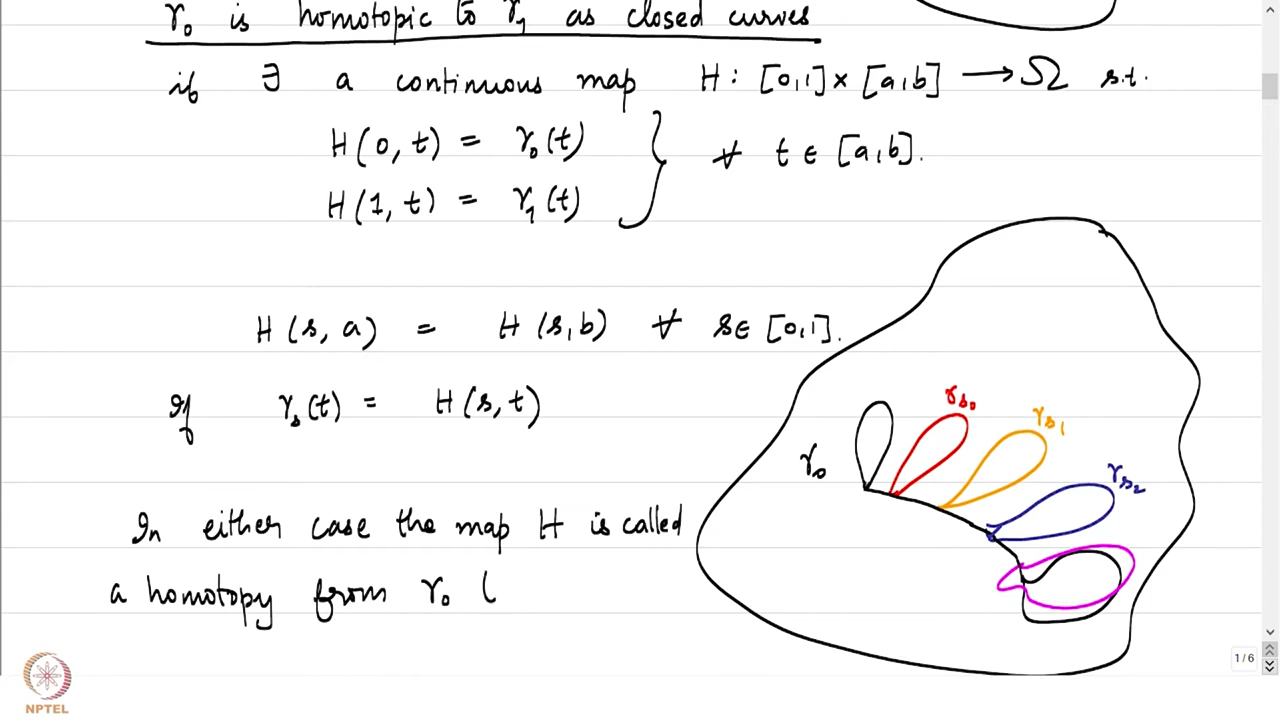 γ₀ is homotopic to γ₁ as closed curves
if ∃ a continuous map H : [0,1] × [a,b] ⟶ Ω s.t.
H(0, t) = γ₀(t)
H(1, t) = γ₁(t)
} ∀ t ∈ [a,b].
H(s, a) = H(s, b) ∀ s ∈ [0,1].
If γₛ(t) = H(s, t)
γₛ₀
γₛ₁
γ₀
γₛ₂
In either case the map H is called
a homotopy from γ₀ (
1 / 6
NPTEL